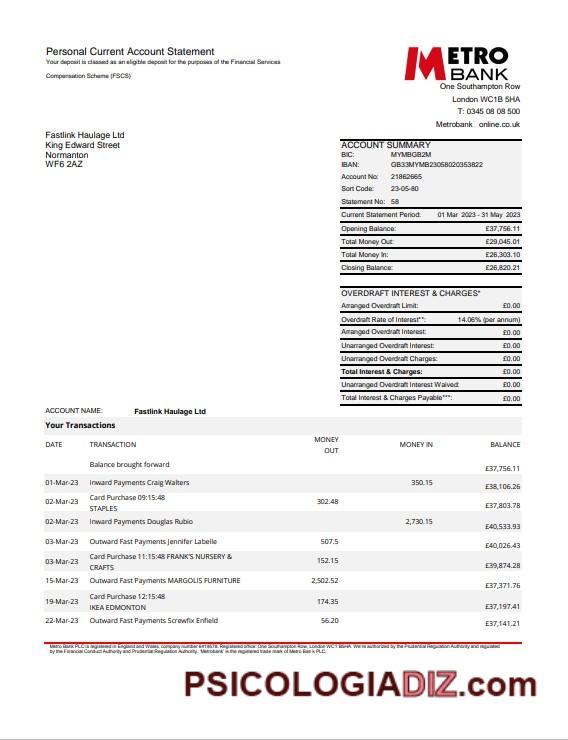 Personal Current Account Statement
Your deposit is classed as an eligible deposit for the purposes of the Financial Services
Compensation Scheme (FSCS)
METRO
BANK
One Southampton Row
London WC1B 5HA
T: 0345 08 08 500
Metrobank online.co.uk
Fastlink Haulage Ltd
King Edward Street
Normanton
WF6 2AZ
ACCOUNT SUMMARY
BIC: MYMBGB2M
IBAN: GB33MYMB23058020353822
Account No: 21862665
Sort Code: 23-05-80
Statement No: 58
Current Statement Period: 01 Mar 2023 - 31 May 2023
Opening Balance: £37,756.11
Total Money Out: £29,045.01
Total Money In: £26,303.10
Closing Balance: £26,820.21
OVERDRAFT INTEREST & CHARGES*
Arranged Overdraft Limit: £0.00
Overdraft Rate of Interest**: 14.06% (per annum)
Arranged Overdraft Interest: £0.00
Unarranged Overdraft Interest: £0.00
Unarranged Overdraft Charges: £0.00
Total Interest & Charges: £0.00
Unarranged Overdraft Interest Waived: £0.00
Total Interest & Charges Payable***: £0.00
ACCOUNT NAME: Fastlink Haulage Ltd
Your Transactions
DATE TRANSACTION MONEY OUT MONEY IN BALANCE
Balance brought forward £37,756.11
01-Mar-23 Inward Payments Craig Walters 350.15 £38,106.26
02-Mar-23 Card Purchase 09:15:48 STAPLES 302.48 £37,803.78
02-Mar-23 Inward Payments Douglas Rubio 2,730.15 £40,533.93
03-Mar-23 Outward Fast Payments Jennifer Labelle 507.5 £40,026.43
03-Mar-23 Card Purchase 11:15:48 FRANK'S NURSERY & CRAFTS 152.15 £39,874.28
15-Mar-23 Outward Fast Payments MARGOLIS FURNITURE 2,502.52 £37,371.76
19-Mar-23 Card Purchase 12:15:48 IKEA EDMONTON 174.35 £37,197.41
22-Mar-23 Outward Fast Payments Screwfix Enfield 56.20 £37,141.21
Metro Bank PLC is registered in England and Wales, company number 6419578. Registered office: One Southampton Row, London WC1 B5HA. We're authorized by the Prudential Regulation Authority and regulated
by the Financial Conduct Authority and Prudential Regulation Authority. 'Metrobank' is the registered trade mark of Metro Ban k PLC.
PSICOLOGIADIZ.com